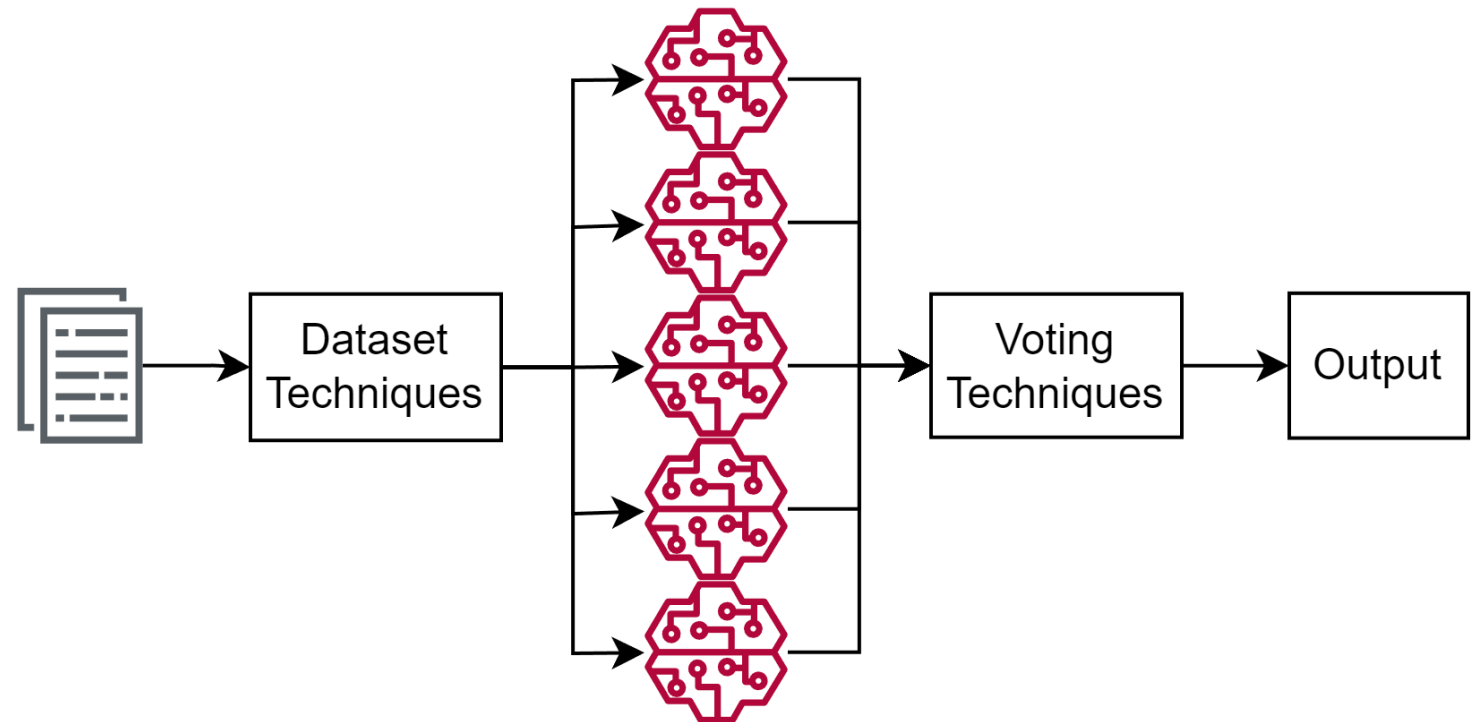 Dataset
Techniques
Voting
Techniques
Output